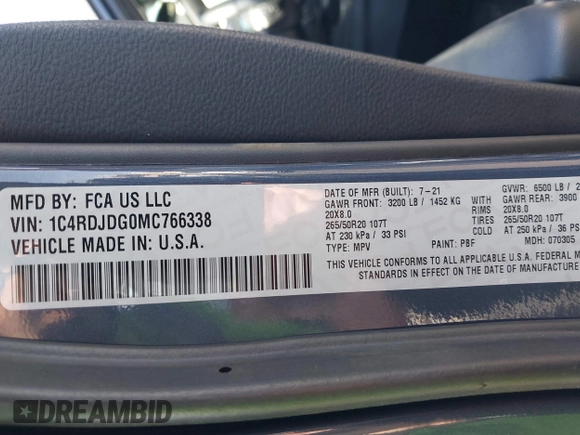 MFD BY: FCA US LLC
VIN: 1C4RDJDG0MC766338
VEHICLE MADE IN: U.S.A.
DATE OF MFR (BUILT): 7-21
GAWR FRONT: 3200 LB / 1452 KG
20X8.0
265/50R20 107T
AT 230 kPa / 33 PSI
TYPE: MPV
PAINT: PBF
GVWR: 6500 LB / 2
GAWR REAR: 3900
RIMS 20X8.0
TIRES 265/50R20 107T
COLD AT 250 kPa / 36 PSI
MDH: 070305
THIS VEHICLE CONFORMS TO ALL APPLICABLE U.S.A. FEDERAL M
STANDARDS IN EFFECT ON THE DATE OF MANUFACTURE
DREAMBID